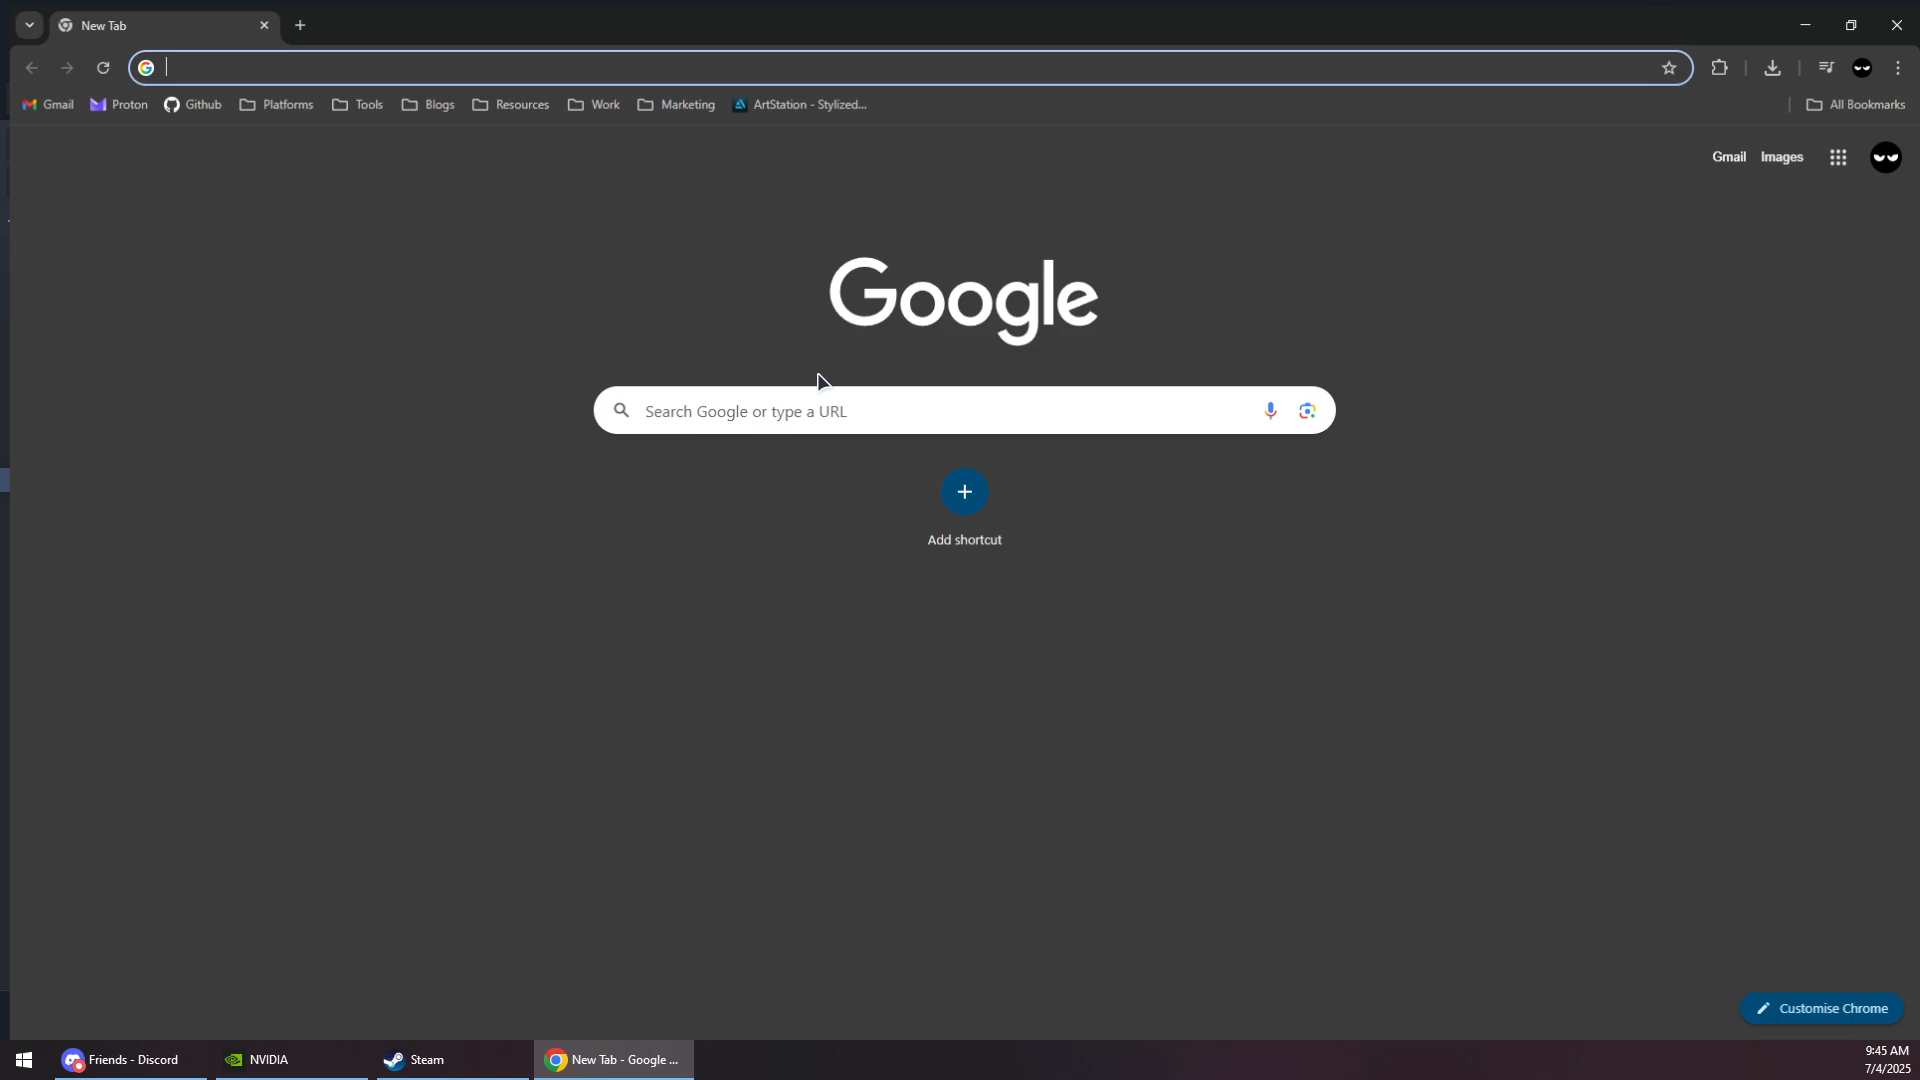 New Tab
Gmail
Proton
Github
Platforms
Tools
Blogs
Resources
Work
Marketing
ArtStation - Stylized...
All Bookmarks
Gmail
Images
Google
Search Google or type a URL
Add shortcut
Customise Chrome
Friends - Discord
NVIDIA
Steam
New Tab - Google ...
9:45 AM
7/4/2025